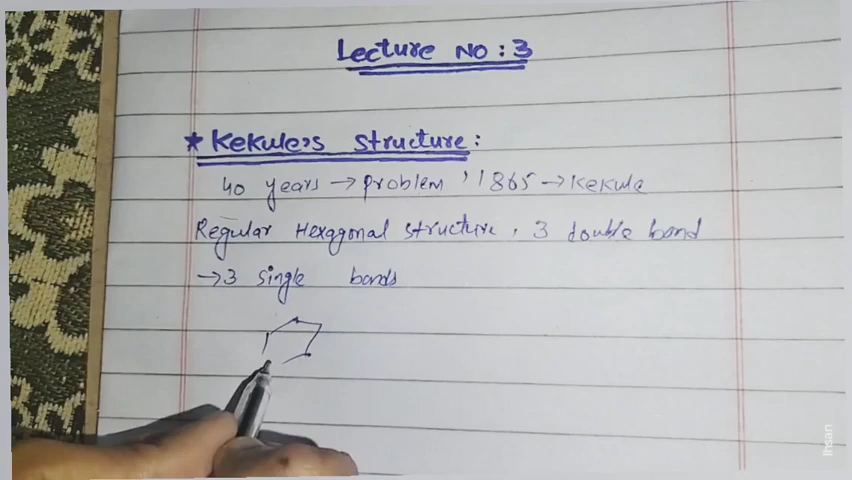 Lecture No : 3
* Kekule's Structure :
40 years → Problem , 1865 → Kekule
Regular Hexagonal structure , 3 double bond
→ 3 single bonds
Ihsan